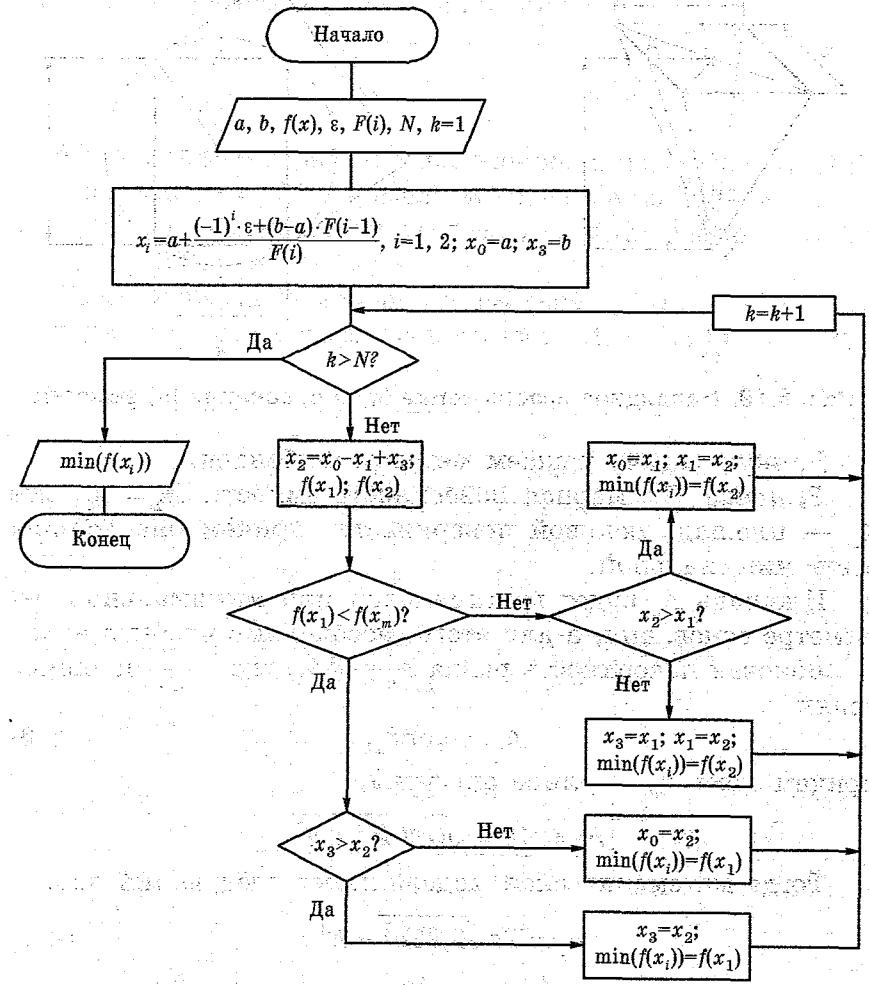 Начало
a, b, f(x), ε, F(i), N, k=1
x_i=a+((-1)^i·ε+(b-a)·F(i-1))/F(i), i=1, 2; x_0=a; x_3=b
k=k+1
Да
k>N?
Нет
min(f(x_i))
x_2=x_0-x_1+x_3;
f(x_1); f(x_2)
x_0=x_1; x_1=x_2;
min(f(x_i))=f(x_2)
Конец
Да
f(x_1)<f(x_m)?
Нет
x_2>x_1?
Да
Нет
x_3=x_1; x_1=x_2;
min(f(x_i))=f(x_2)
x_3>x_2?
Нет
x_0=x_2;
min(f(x_i))=f(x_1)
Да
x_3=x_2;
min(f(x_i))=f(x_1)